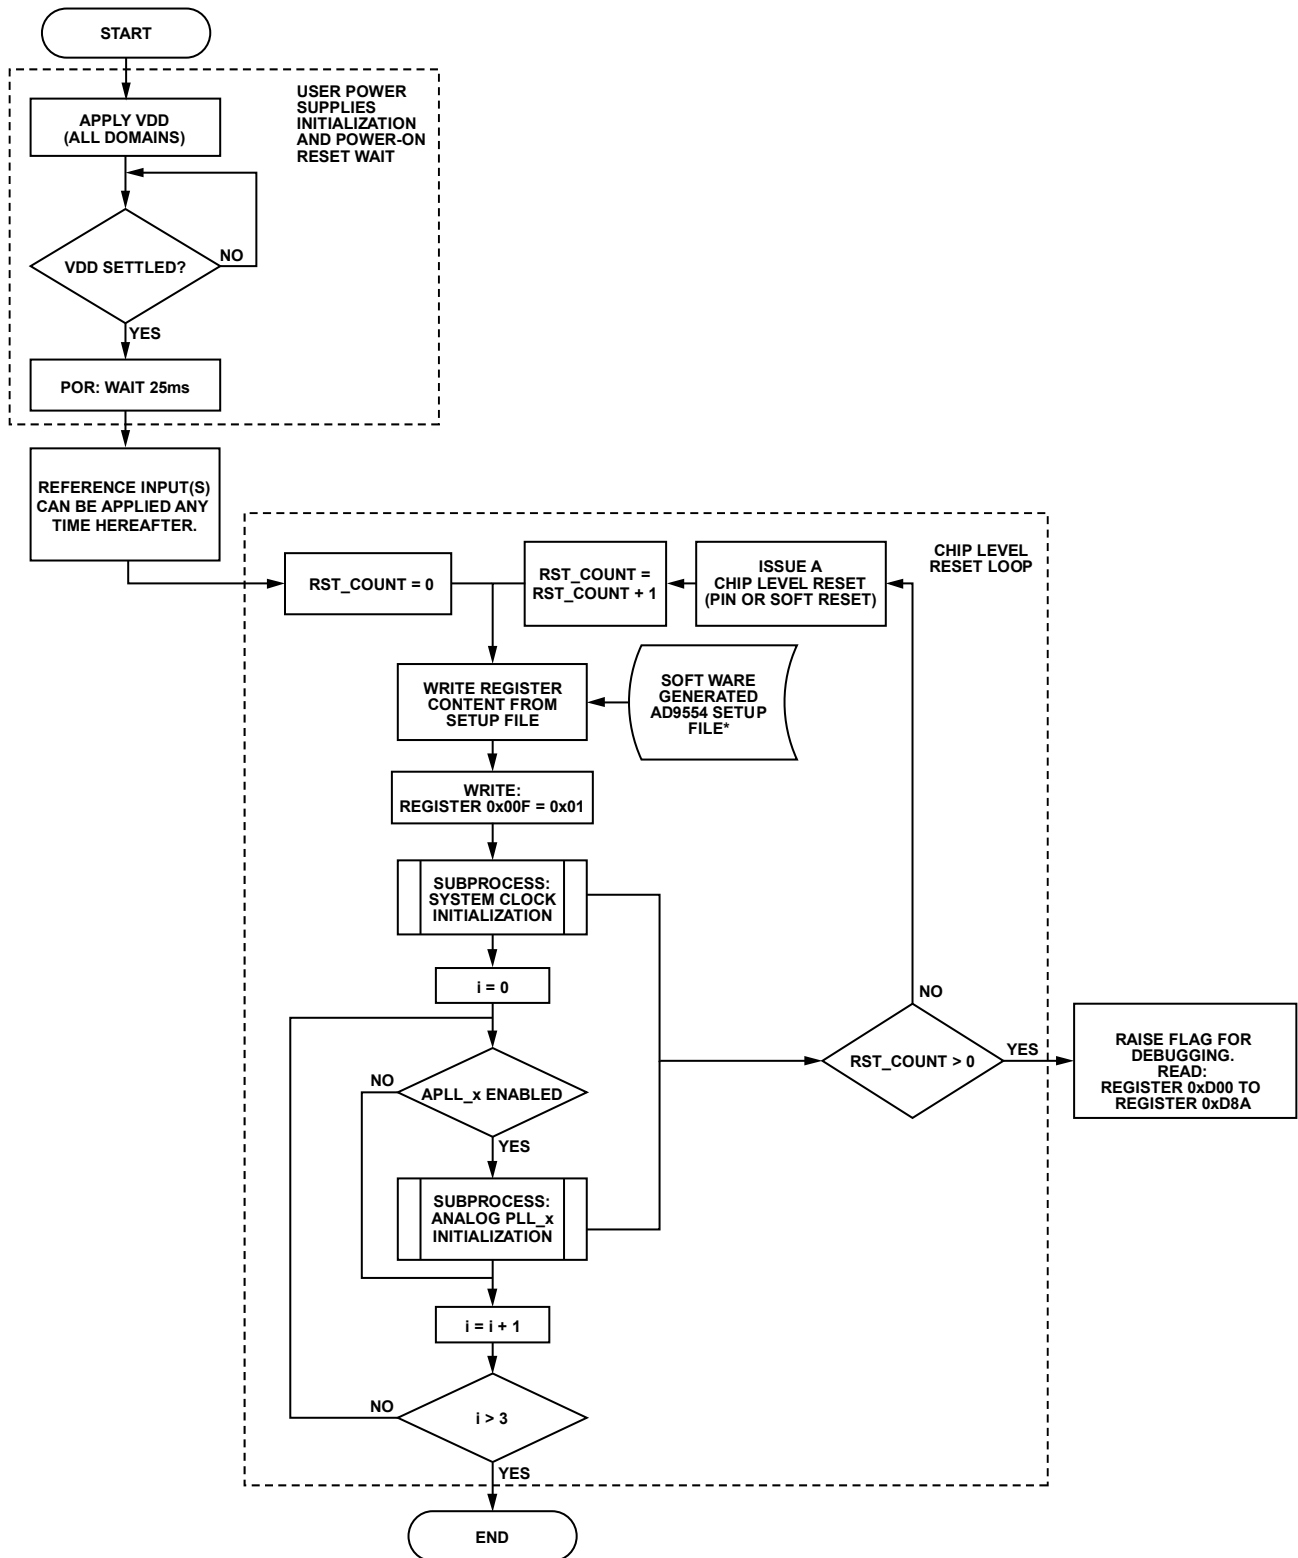 START
USER POWER
SUPPLIES
INITIALIZATION
AND POWER-ON
RESET WAIT
APPLY VDD
(ALL DOMAINS)
VDD SETTLED?
NO
YES
POR: WAIT 25ms
REFERENCE INPUT(S)
CAN BE APPLIED ANY
TIME HEREAFTER.
CHIP LEVEL
RESET LOOP
RST_COUNT = 0
RST_COUNT =
RST_COUNT + 1
ISSUE A
CHIP LEVEL RESET
(PIN OR SOFT RESET)
WRITE REGISTER
CONTENT FROM
SETUP FILE
SOFT WARE
GENERATED
AD9554 SETUP
FILE*
WRITE:
REGISTER 0x00F = 0x01
SUBPROCESS:
SYSTEM CLOCK
INITIALIZATION
i = 0
NO
APLL_x ENABLED
YES
RST_COUNT > 0
NO
YES
RAISE FLAG FOR
DEBUGGING.
READ:
REGISTER 0xD00 TO
REGISTER 0xD8A
SUBPROCESS:
ANALOG PLL_x
INITIALIZATION
i = i + 1
NO
i > 3
YES
END